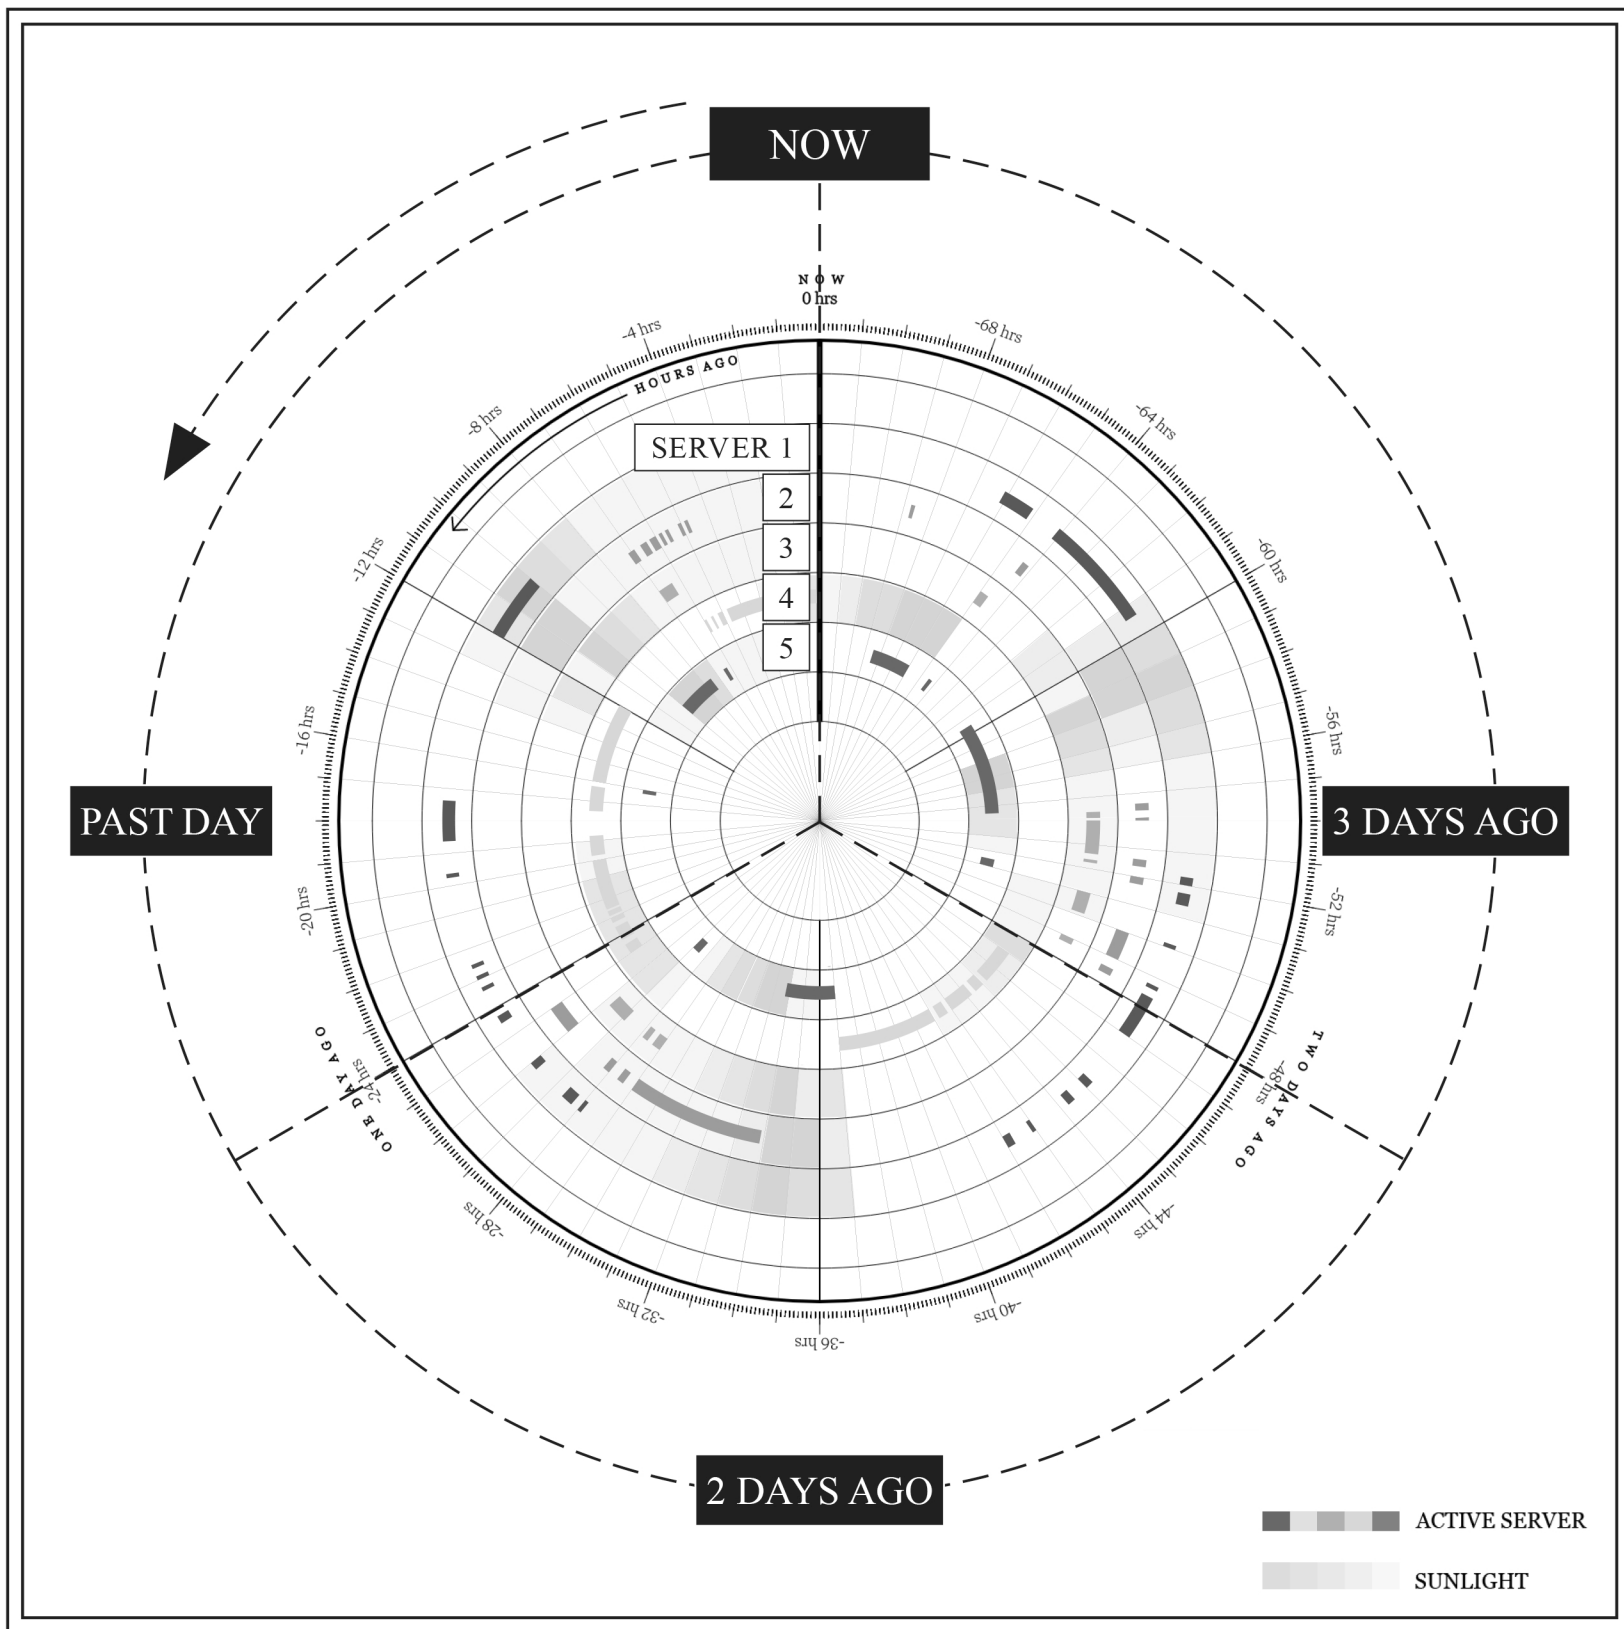 NOW
NOW
0 hrs
-4 hrs
-68 hrs
HOURS AGO
-8 hrs
-64 hrs
SERVER 1
2
3
4
5
-12 hrs
-60 hrs
-16 hrs
-56 hrs
PAST DAY
3 DAYS AGO
-20 hrs
-52 hrs
ONE DAY AGO
-24 hrs
TWO DAYS AGO
-48 hrs
-28 hrs
-44 hrs
-32 hrs
-40 hrs
-36 hrs
2 DAYS AGO
ACTIVE SERVER
SUNLIGHT